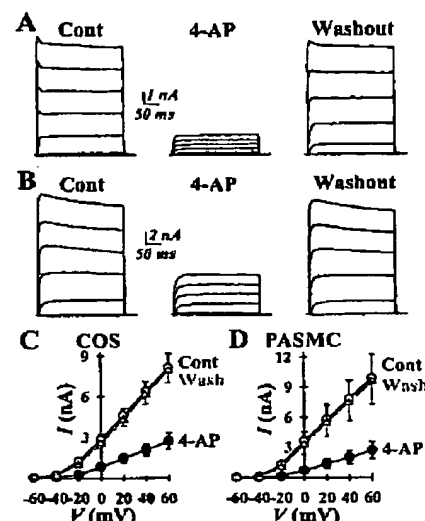 A Cont 4-AP Washout
1 nA
50 ms
B Cont 4-AP Washout
2 nA
50 ms
C COS
9
6
3
I (nA)
Cont
Wash
4-AP
-60 -40 -20 0 20 40 60
V (mV)
D PASMC
12
9
6
3
I (nA)
Cont
Wash
4-AP
-60 -40 -20 0 20 40 60
V (mV)